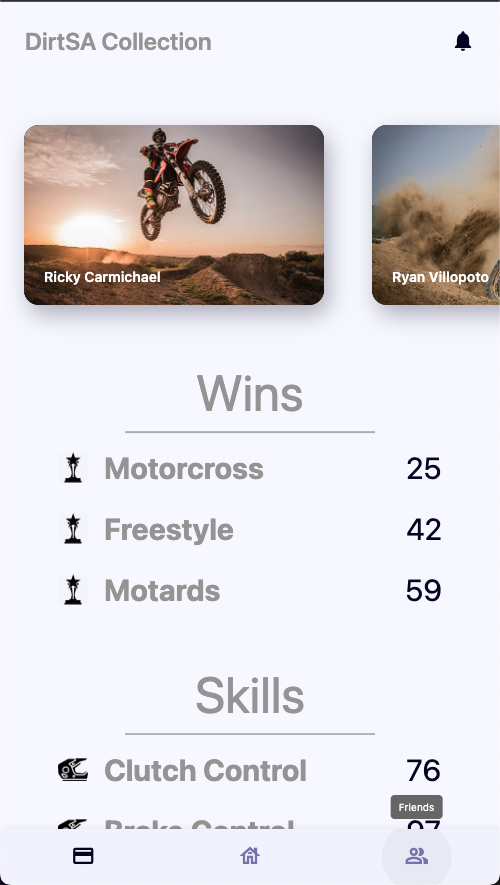 DirtSA Collection
Ricky Carmichael
Ryan Villopoto
Wins
Motorcross 25
Freestyle 42
Motards 59
Skills
Clutch Control 76
Friends
Brake Control 97